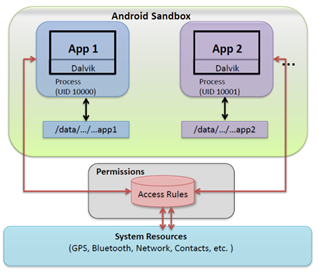 Android Sandbox
App 1
Dalvik
Process
(UID 10000)
/data/.../...app1
App 2
Dalvik
Process
(UID 10001)
/data/.../...app2
...
Permissions
Access Rules
System Resources
(GPS, Bluetooth, Network, Contacts, etc. )